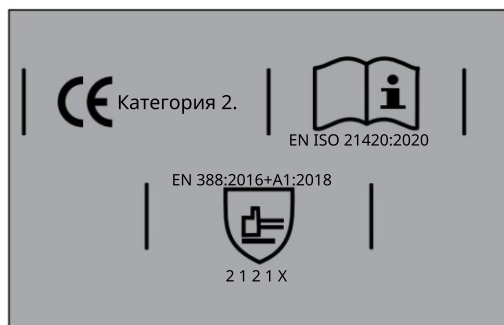 CE Категория 2.
i
EN ISO 21420:2020
EN 388:2016+A1:2018
2 1 2 1 X